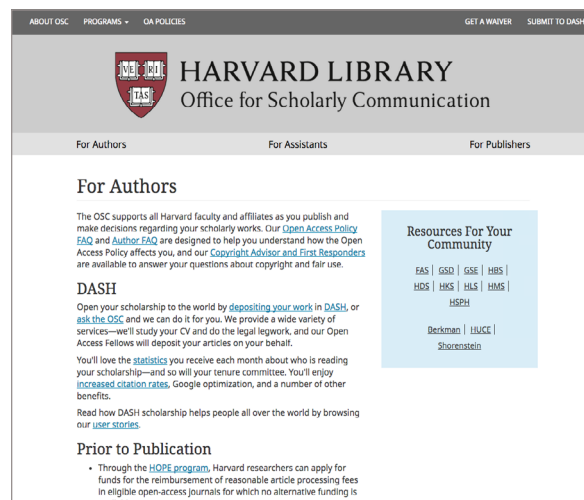 ABOUT OSC PROGRAMS OA POLICIES GET A WAIVER SUBMIT TO DASH
VE RI
TAS
HARVARD LIBRARY
Office for Scholarly Communication
For Authors For Assistants For Publishers
For Authors
The OSC supports all Harvard faculty and affiliates as you publish and
make decisions regarding your scholarly works. Our Open Access Policy
FAQ and Author FAQ are designed to help you understand how the Open
Access Policy affects you, and our Copyright Advisor and First Responders
are available to answer your questions about copyright and fair use.
DASH
Open your scholarship to the world by depositing your work in DASH, or
ask the OSC and we can do it for you. We provide a wide variety of
services—we'll study your CV and do the legal legwork, and our Open
Access Fellows will deposit your articles on your behalf.
You'll love the statistics you receive each month about who is reading
your scholarship—and so will your tenure committee. You'll enjoy
increased citation rates, Google optimization, and a number of other
benefits.
Read how DASH scholarship helps people all over the world by browsing
our user stories.
Prior to Publication
• Through the HOPE program, Harvard researchers can apply for
funds for the reimbursement of reasonable article processing fees
in eligible open-access journals for which no alternative funding is
Resources For Your
Community
FAS | GSD | GSE | HBS |
HDS | HKS | HLS | HMS |
HSPH
Berkman | HUCE |
Shorenstein